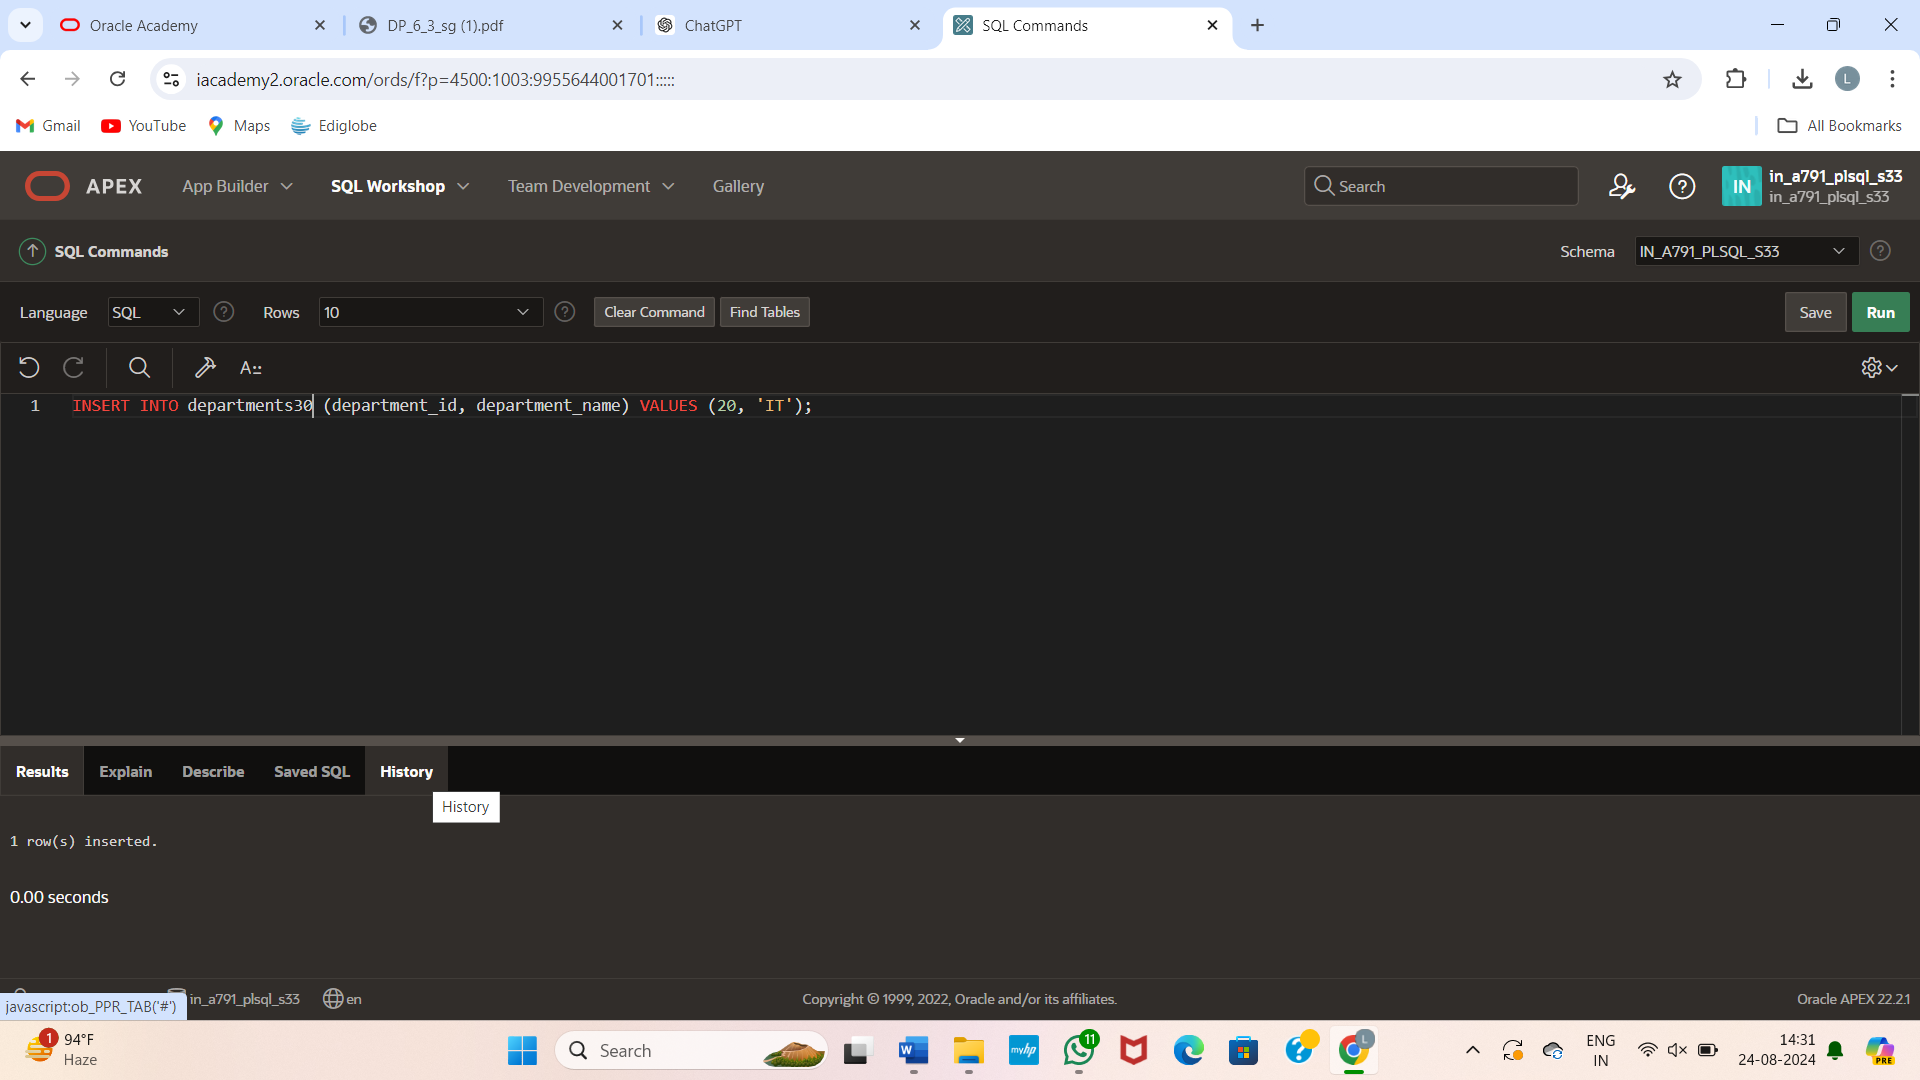 Oracle Academy
DP_6_3_sg (1).pdf
ChatGPT
SQL Commands
iacademy2.oracle.com/ords/f?p=4500:1003:9955644001701:::::
L
Gmail
YouTube
Maps
Ediglobe
All Bookmarks
APEX
App Builder
SQL Workshop
Team Development
Gallery
Search
IN
in_a791_plsql_s33
in_a791_plsql_s33
SQL Commands
Schema
IN_A791_PLSQL_S33
Language
SQL
Rows
10
Clear Command
Find Tables
Save
Run
A::
1
INSERT INTO departments30 (department_id, department_name) VALUES (20, 'IT');
Results
Explain
Describe
Saved SQL
History
History
1 row(s) inserted.
0.00 seconds
javascript:ob_PPR_TAB('#')
in_a791_plsql_s33
en
Copyright © 1999, 2022, Oracle and/or its affiliates.
Oracle APEX 22.2.1
1
94°F
Haze
Search
W
myhp
11
L
ENG
IN
14:31
24-08-2024
PRE